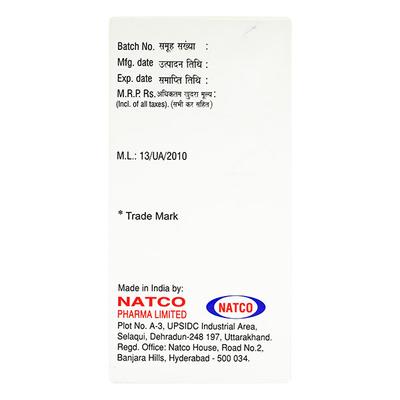 Batch No. समूह संख्या :
Mfg. date उत्पादन तिथि :
Exp. date समाप्ति तिथि :
M.R.P. Rs. अधिकतम खुदरा मूल्य :
(Incl. of all taxes). (सभी कर सहित)
M.L.: 13/UA/2010
* Trade Mark
Made in India by:
NATCO
PHARMA LIMITED
NATCO
Plot No. A-3, UPSIDC Industrial Area,
Selaqui, Dehradun-248 197, Uttarakhand.
Regd. Office: Natco House, Road No.2,
Banjara Hills, Hyderabad - 500 034.